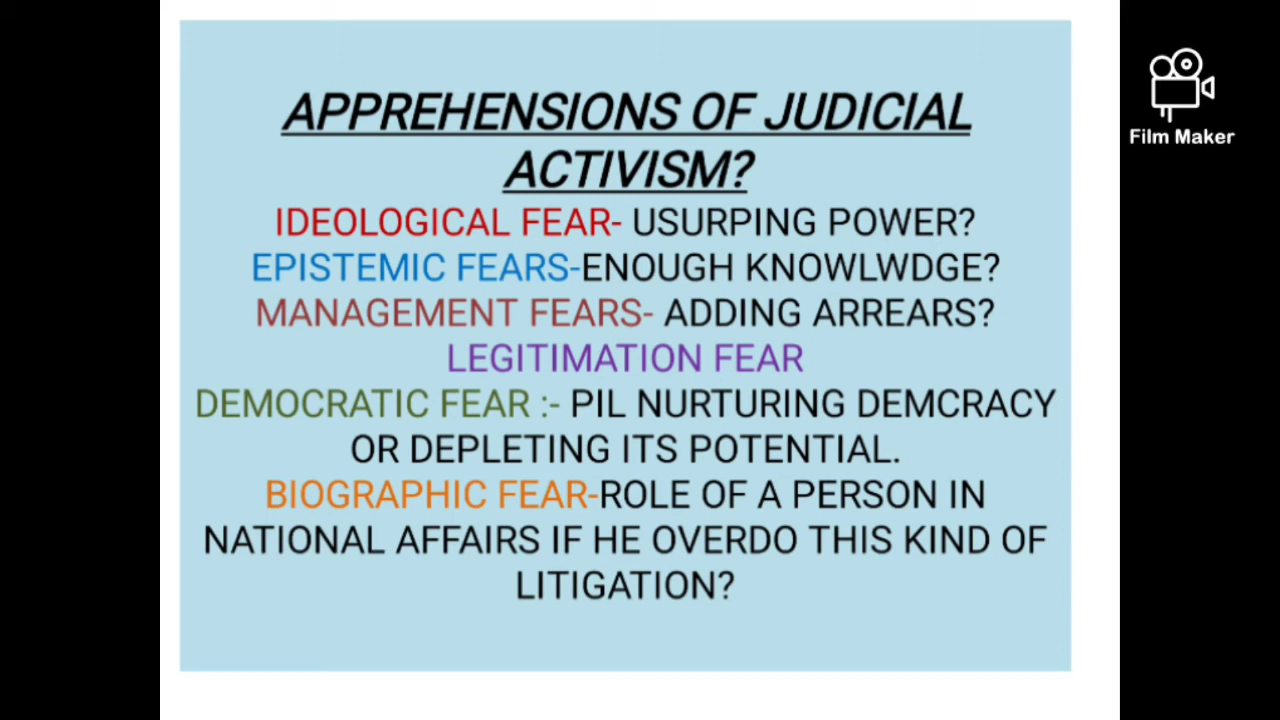 APPREHENSIONS OF JUDICIAL
ACTIVISM?
IDEOLOGICAL FEAR- USURPING POWER?
EPISTEMIC FEARS-ENOUGH KNOWLWDGE?
MANAGEMENT FEARS- ADDING ARREARS?
LEGITIMATION FEAR
DEMOCRATIC FEAR :- PIL NURTURING DEMCRACY
OR DEPLETING ITS POTENTIAL.
BIOGRAPHIC FEAR-ROLE OF A PERSON IN
NATIONAL AFFAIRS IF HE OVERDO THIS KIND OF
LITIGATION?
Film Maker